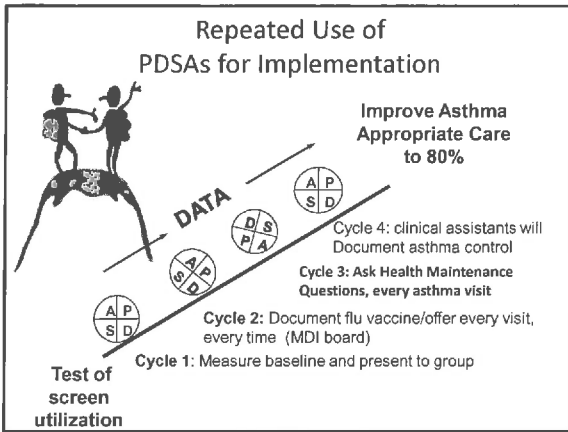 Repeated Use of
PDSAs for Implementation
Improve Asthma
Appropriate Care
to 80%
DATA
A P
S D
D S
P A
A P
S D
A P
S D
Cycle 4: clinical assistants will
Document asthma control
Cycle 3: Ask Health Maintenance
Questions, every asthma visit
Cycle 2: Document flu vaccine/offer every visit,
every time (MDI board)
Cycle 1: Measure baseline and present to group
Test of
screen
utilization